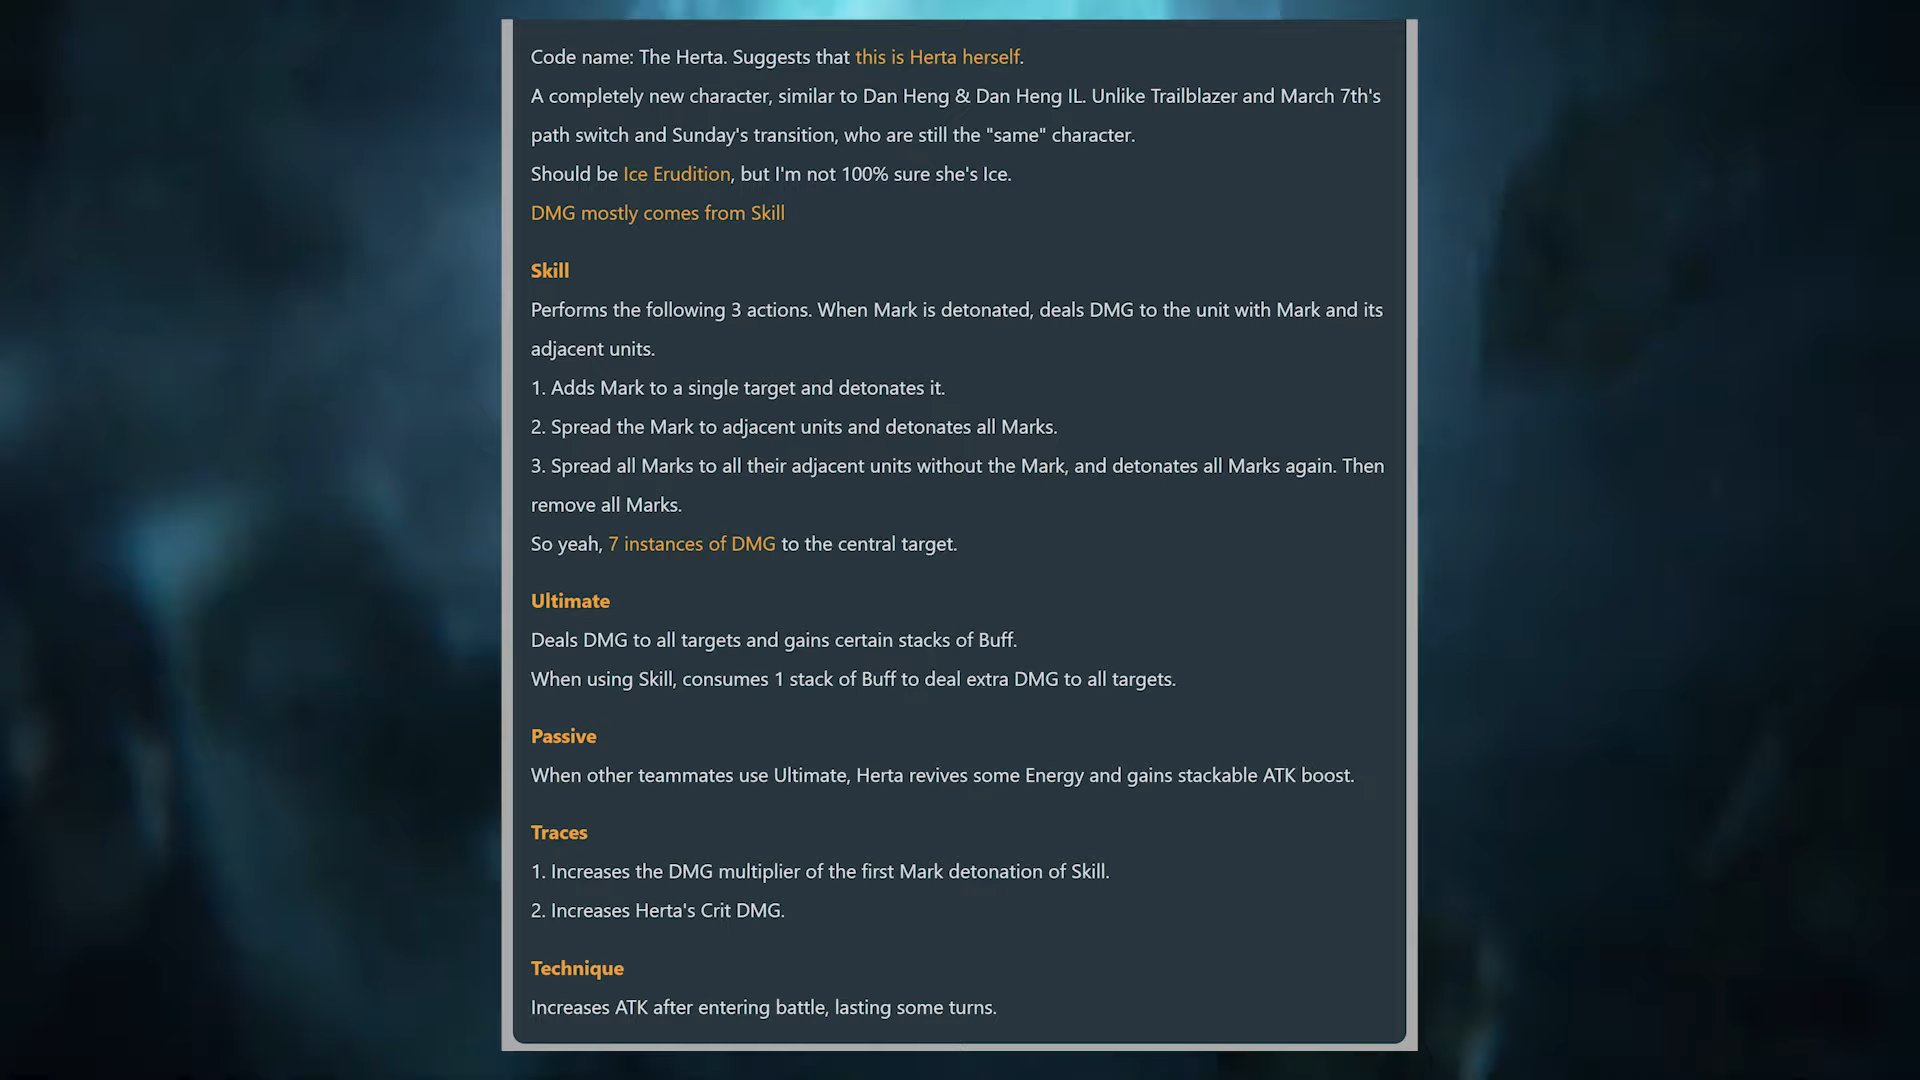 Code name: The Herta. Suggests that this is Herta herself.
A completely new character, similar to Dan Heng & Dan Heng IL. Unlike Trailblazer and March 7th's
path switch and Sunday's transition, who are still the "same" character.
Should be Ice Erudition, but I'm not 100% sure she's Ice.
DMG mostly comes from Skill
Skill
Performs the following 3 actions. When Mark is detonated, deals DMG to the unit with Mark and its
adjacent units.
1. Adds Mark to a single target and detonates it.
2. Spread the Mark to adjacent units and detonates all Marks.
3. Spread all Marks to all their adjacent units without the Mark, and detonates all Marks again. Then
remove all Marks.
So yeah, 7 instances of DMG to the central target.
Ultimate
Deals DMG to all targets and gains certain stacks of Buff.
When using Skill, consumes 1 stack of Buff to deal extra DMG to all targets.
Passive
When other teammates use Ultimate, Herta revives some Energy and gains stackable ATK boost.
Traces
1. Increases the DMG multiplier of the first Mark detonation of Skill.
2. Increases Herta's Crit DMG.
Technique
Increases ATK after entering battle, lasting some turns.